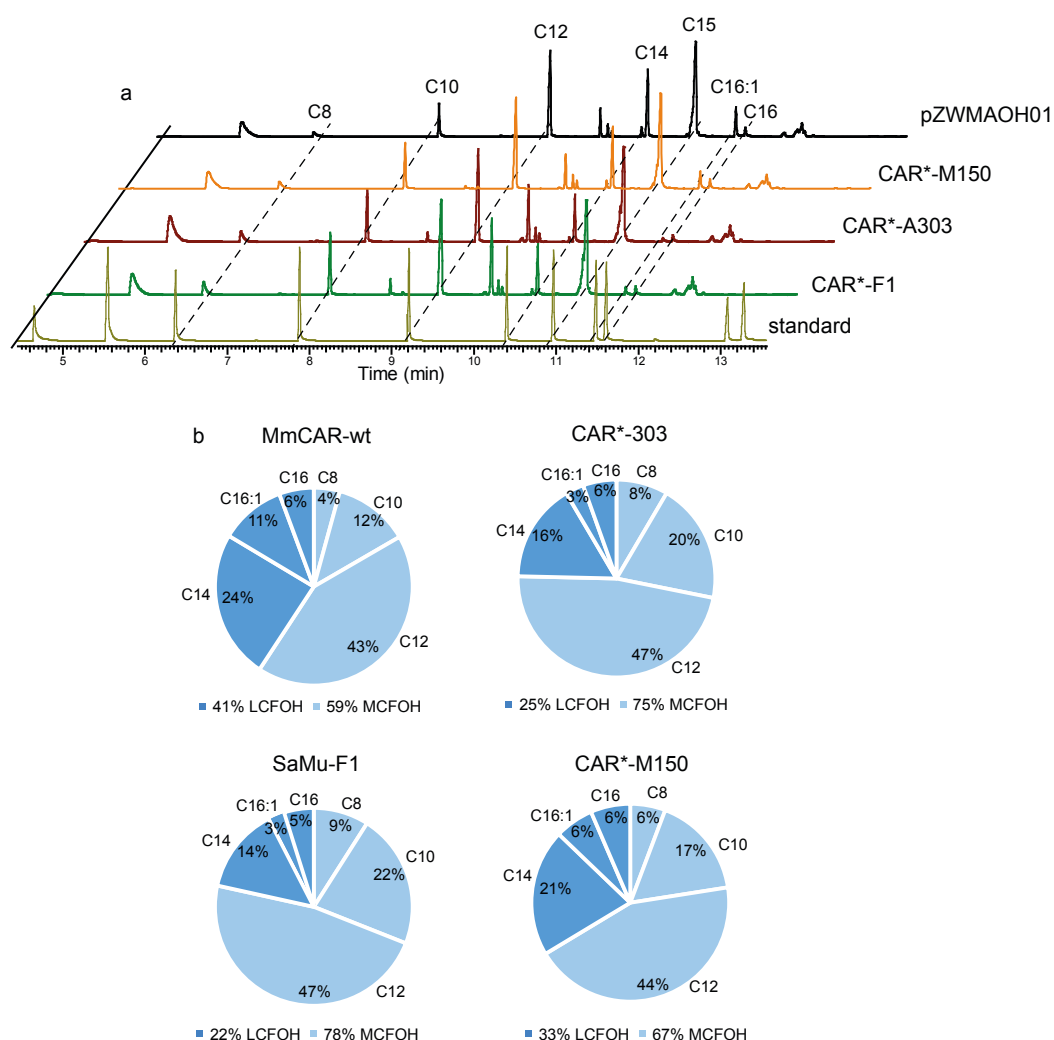 a
C8
C10
C12
C14
C15
C16:1
C16
pZWMAOH01
CAR*-M150
CAR*-A303
CAR*-F1
standard
5 6 7 8 9 10 11 12 13
Time (min)
b
MmCAR-wt
C16:1
11%
C16
6%
C8
4%
C10
12%
C14
24%
C12
43%
41% LCFOH 59% MCFOH
CAR*-303
C16:1
3%
C16
6%
C8
8%
C10
20%
C14
16%
C12
47%
25% LCFOH 75% MCFOH
SaMu-F1
C16:1
3%
C16
5%
C8
9%
C10
22%
C14
14%
C12
47%
22% LCFOH 78% MCFOH
CAR*-M150
C16:1
6%
C16
6%
C8
6%
C10
17%
C14
21%
C12
44%
33% LCFOH 67% MCFOH